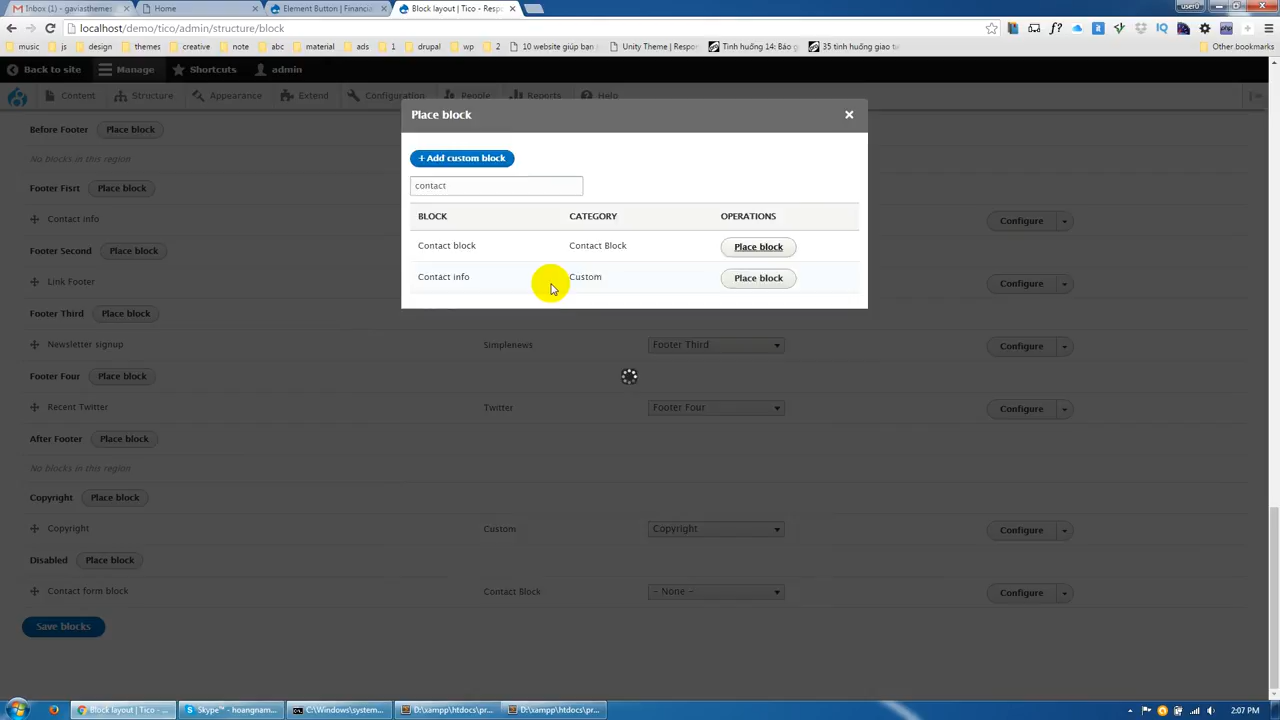 Inbox (1) - gaviasthemes
Home
Element Button | Financia
Block layout | Tico - Respo
user0
localhost/demo/tico/admin/structure/block
music
js
design
themes
creative
note
abc
material
ads
1
drupal
wp
2
10 website giúp bạn
Unity Theme | Respon
Tình huống 14: Báo g
35 tình huống giao t
Other bookmarks
Back to site
Manage
Shortcuts
admin
Content
Structure
Appearance
Extend
Configuration
People
Reports
Help
Place block
+ Add custom block
contact
BLOCK CATEGORY OPERATIONS
Contact block Contact Block Place block
Contact info Custom Place block
Before Footer Place block
No blocks in this region
Footer Fisrt Place block
Contact info Configure
Footer Second Place block
Link Footer Configure
Footer Third Place block
Newsletter signup Simplenews Footer Third Configure
Footer Four Place block
Recent Twitter Twitter Footer Four Configure
After Footer Place block
No blocks in this region
Copyright Place block
Copyright Custom Copyright Configure
Disabled Place block
Contact form block Contact Block - None - Configure
Save blocks
Block layout | Tico - ...
Skype™ - hoangnam...
C:\Windows\system...
D:\xampp\htdocs\pr...
D:\xampp\htdocs\pr...
2:07 PM